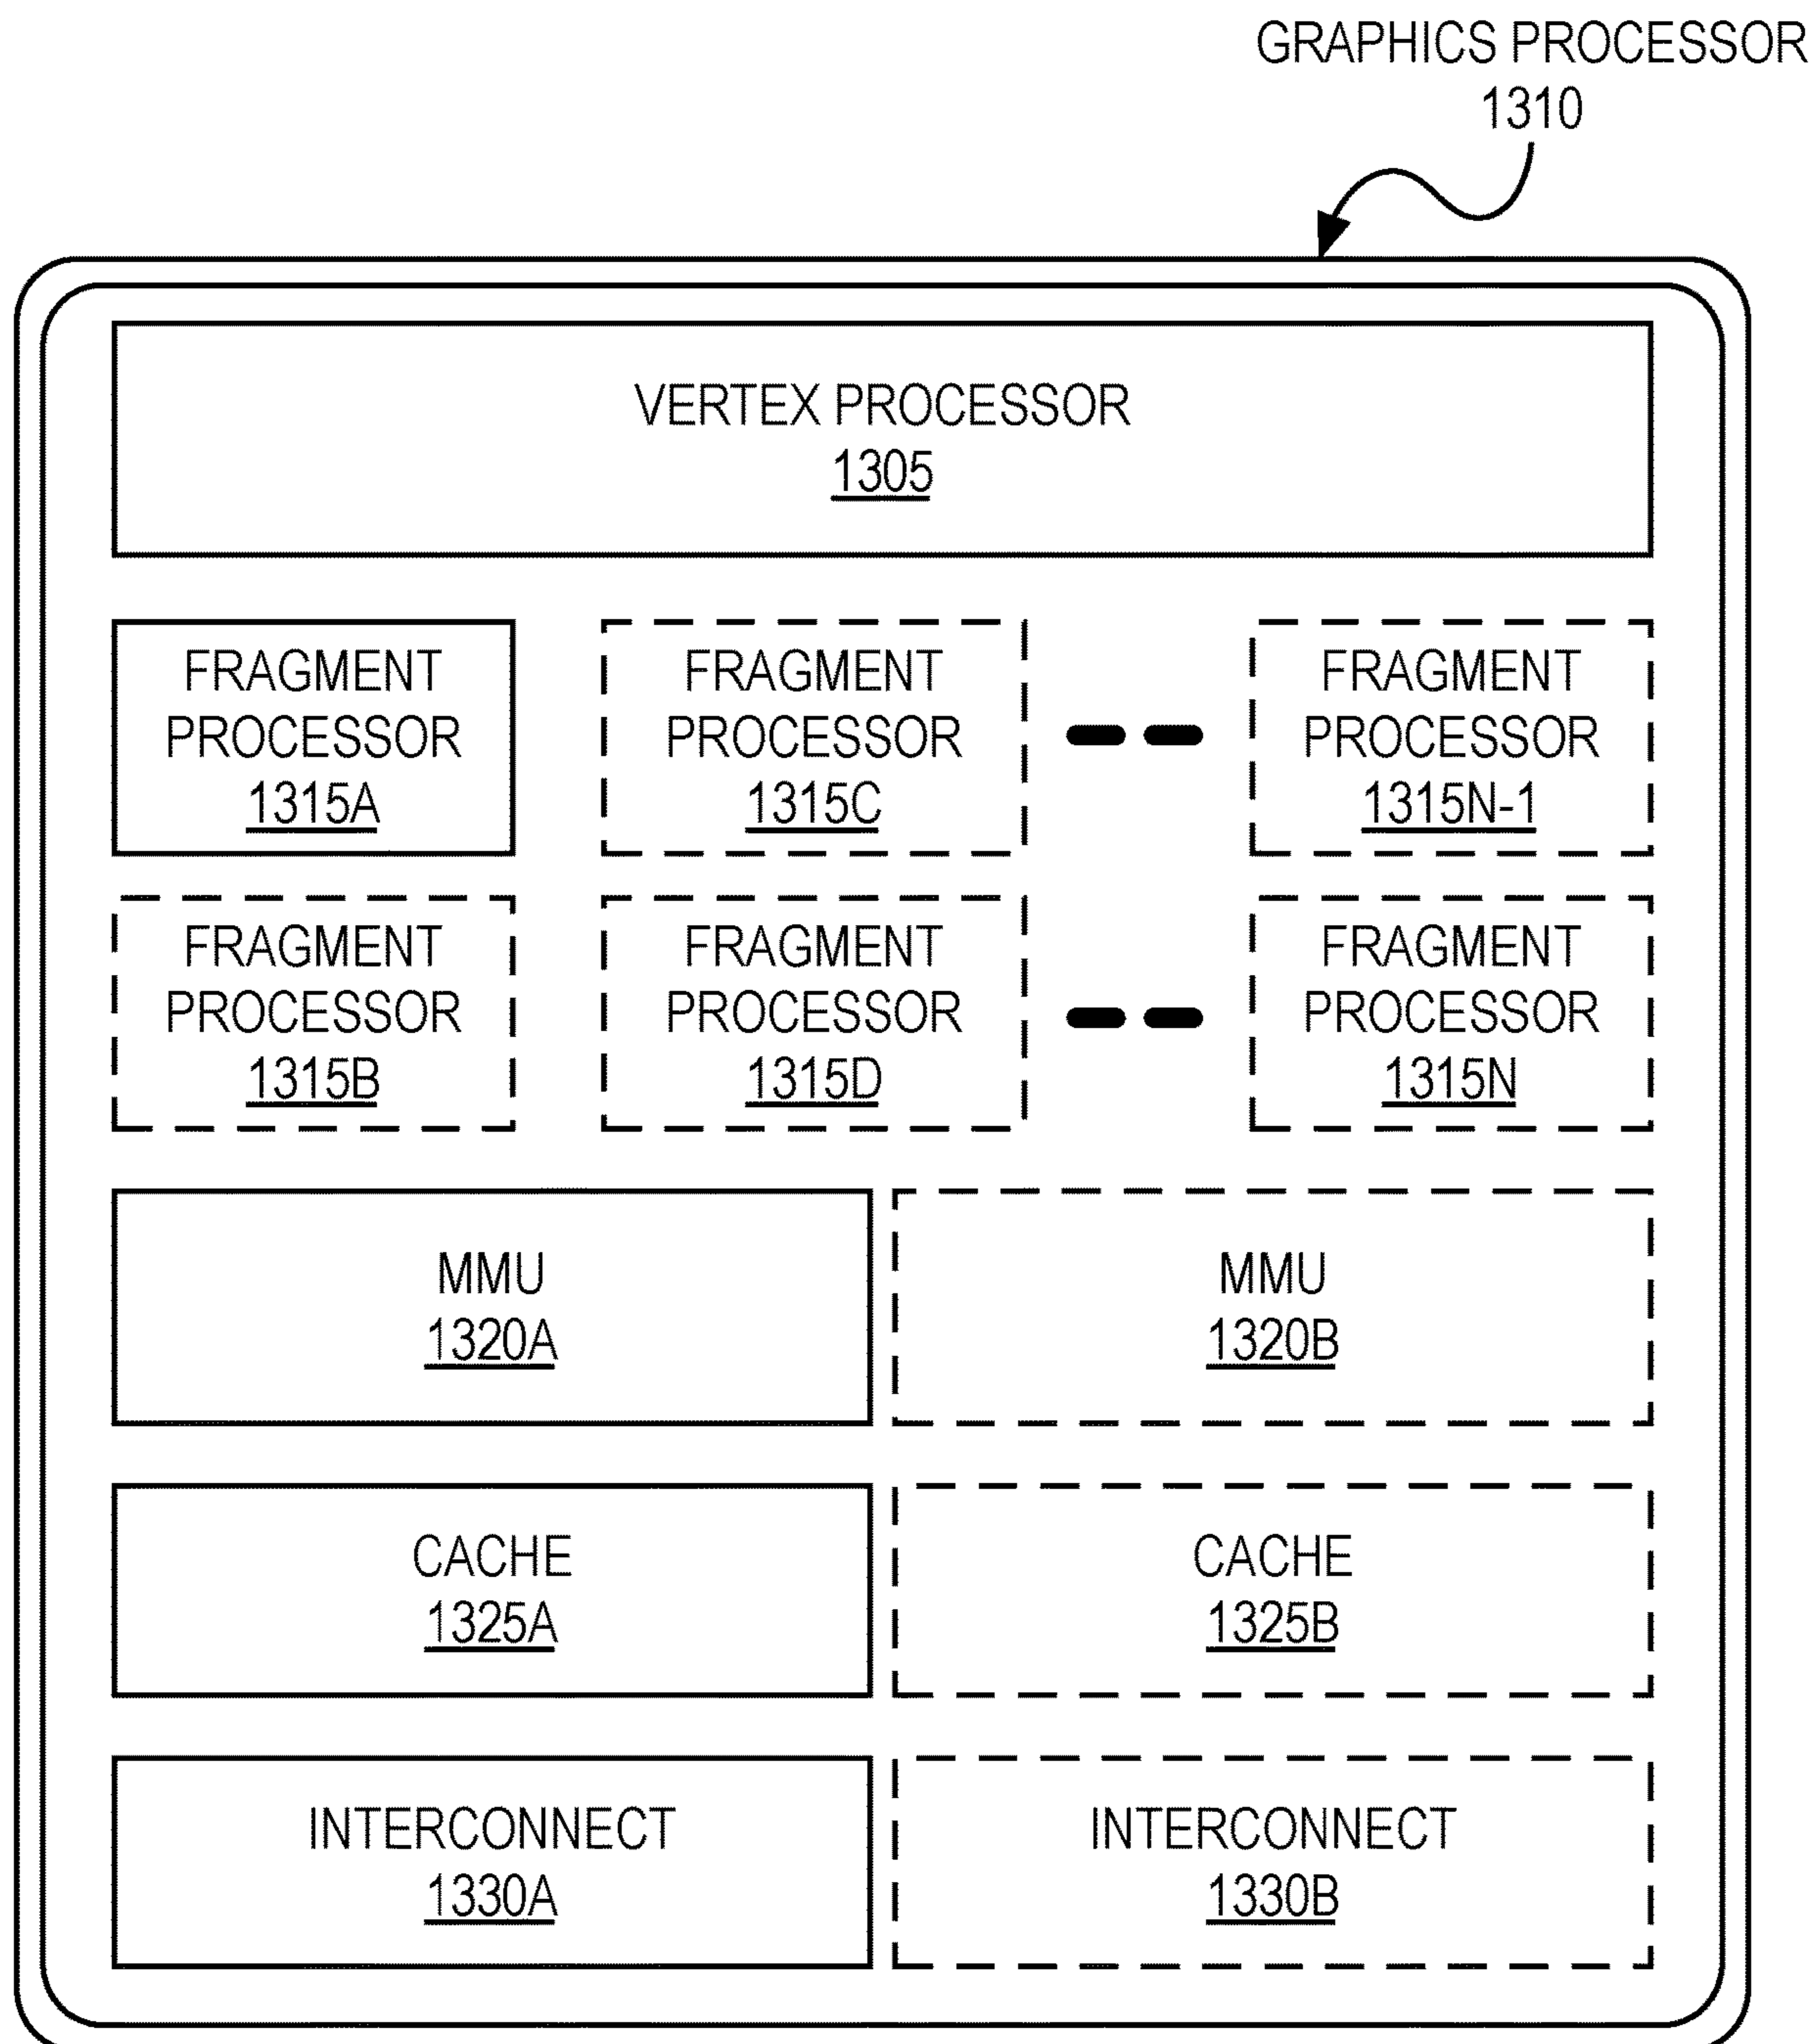 GRAPHICS PROCESSOR
1310
VERTEX PROCESSOR
1305
FRAGMENT
PROCESSOR
1315A
FRAGMENT
PROCESSOR
1315C
FRAGMENT
PROCESSOR
1315N-1
FRAGMENT
PROCESSOR
1315B
FRAGMENT
PROCESSOR
1315D
FRAGMENT
PROCESSOR
1315N
MMU
1320A
MMU
1320B
CACHE
1325A
CACHE
1325B
INTERCONNECT
1330A
INTERCONNECT
1330B